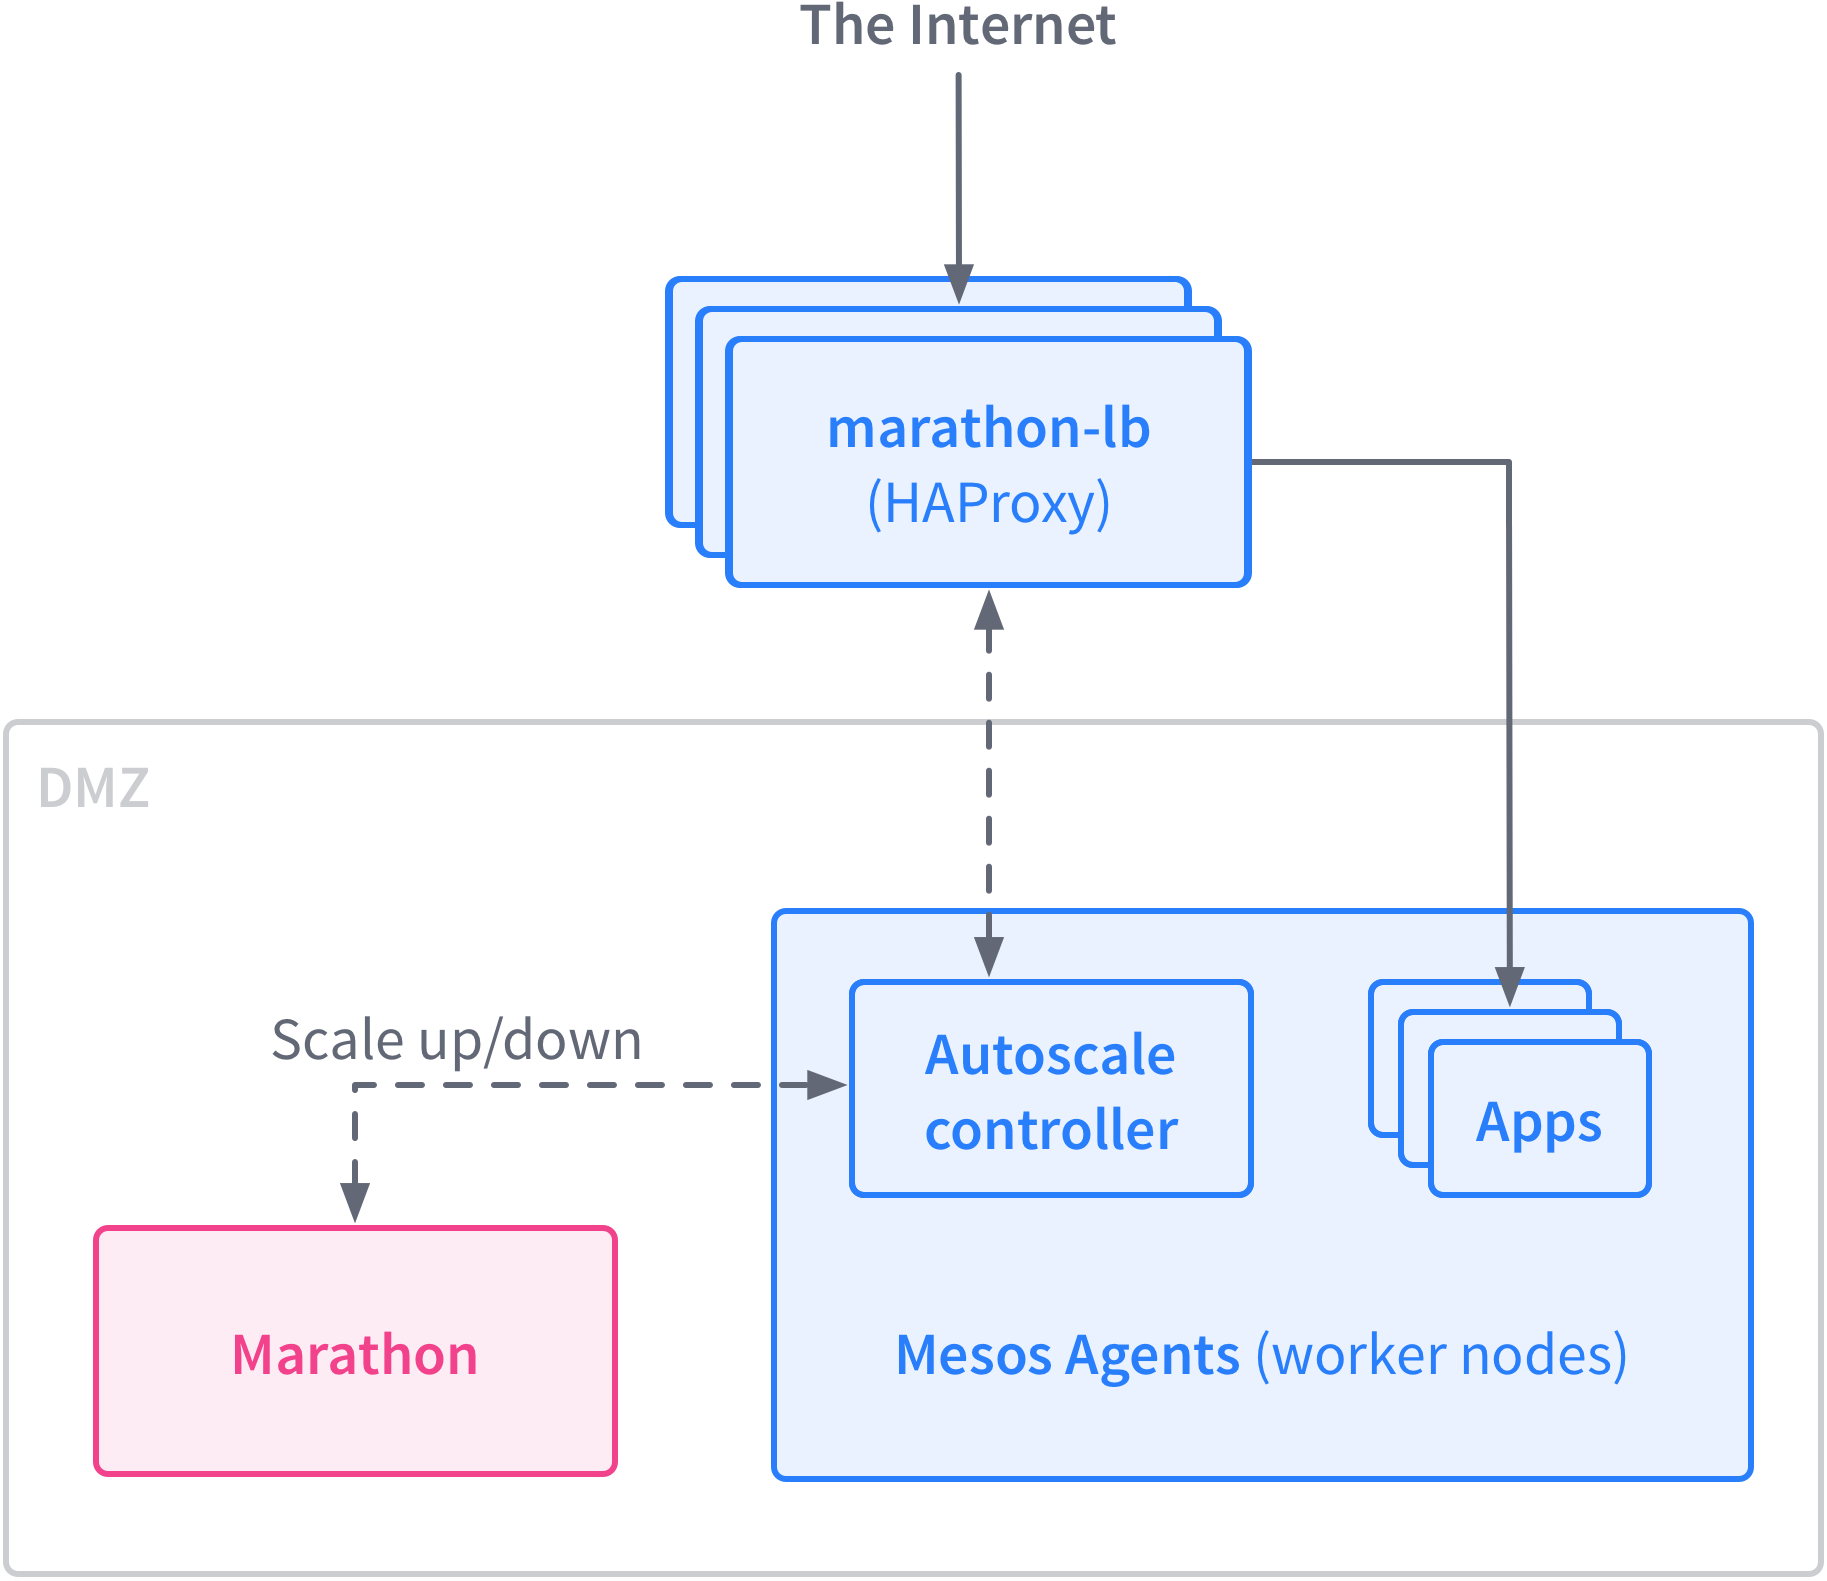 The Internet
marathon-lb
(HAProxy)
DMZ
Scale up/down
Autoscale
controller
Apps
Marathon
Mesos Agents (worker nodes)